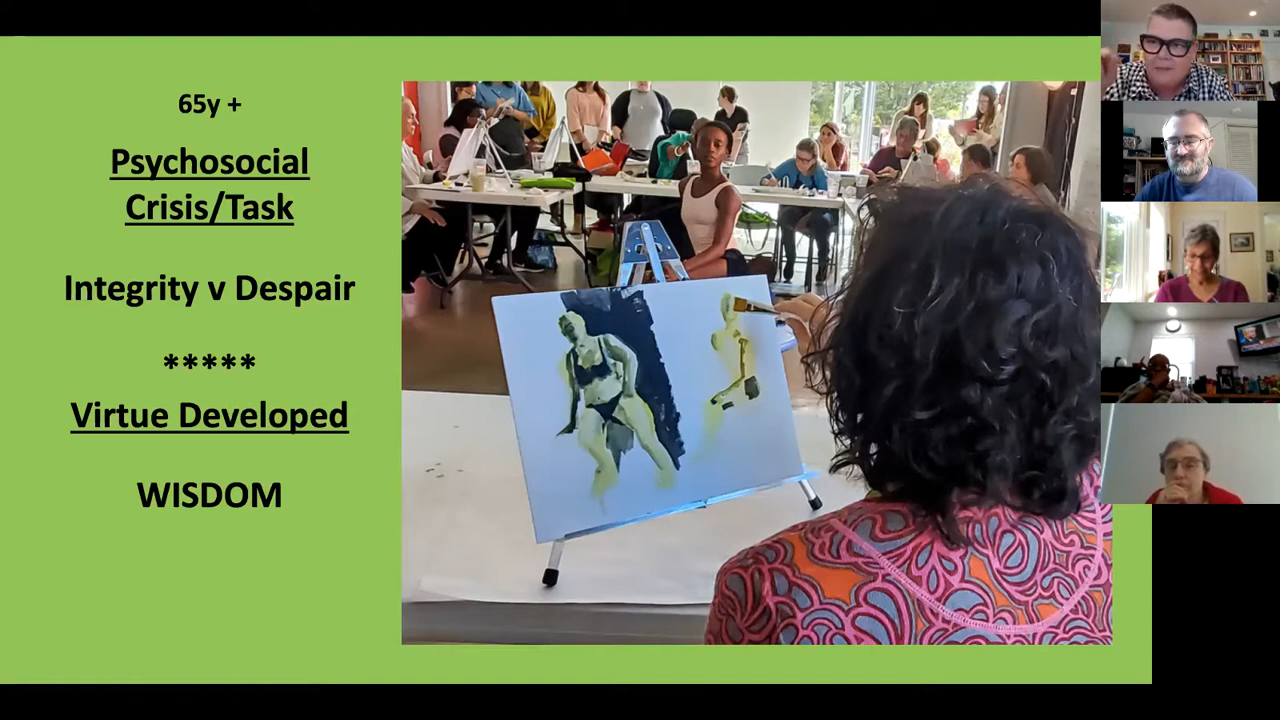 65y +
Psychosocial
Crisis/Task
Integrity v Despair
*****
Virtue Developed
WISDOM